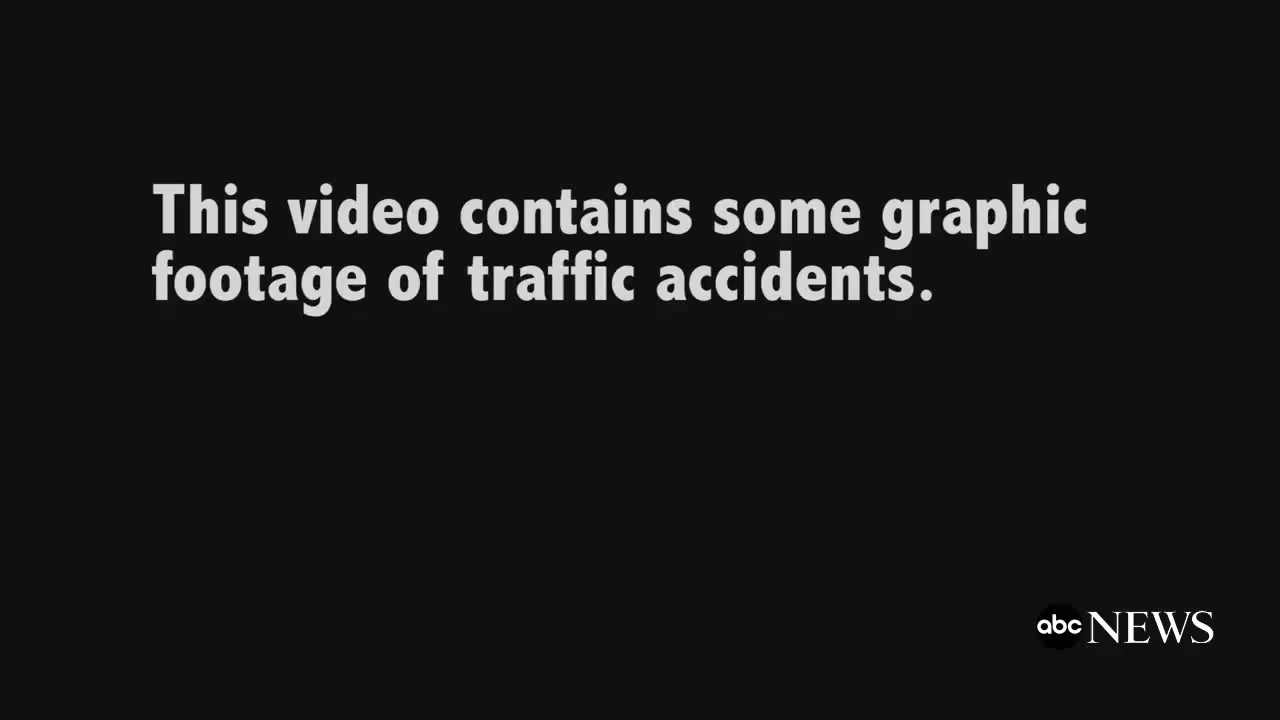 This video contains some graphic
footage of traffic accidents.
abc NEWS